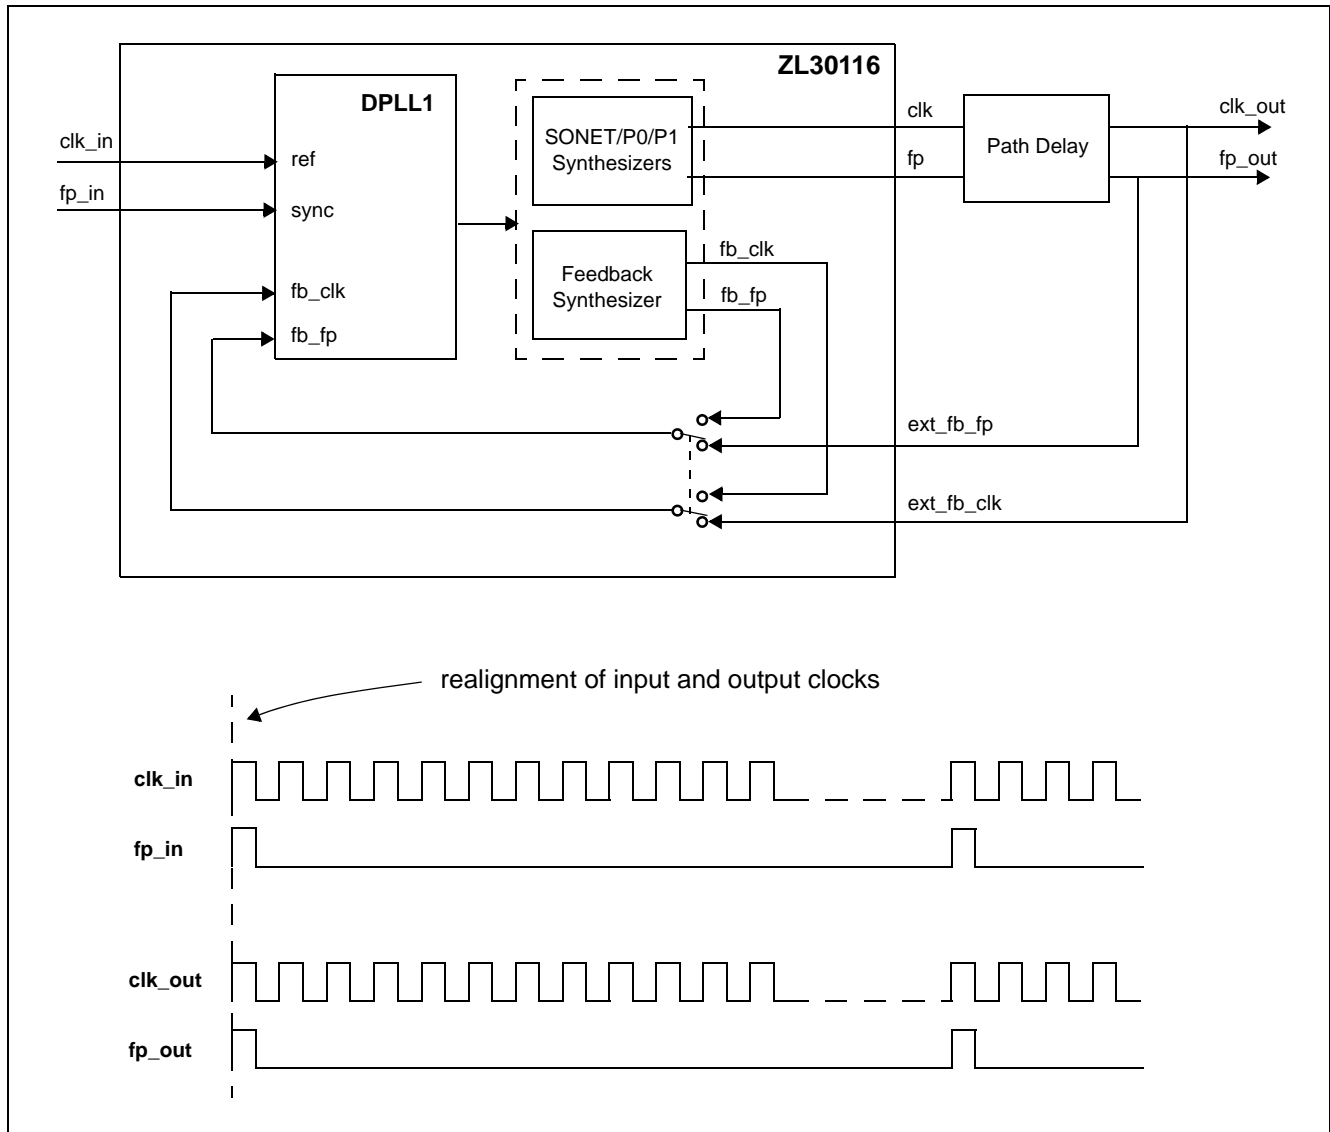 ZL30116
DPLL1
clk_in
fp_in
ref
sync
fb_clk
fb_fp
SONET/P0/P1
Synthesizers
Feedback
Synthesizer
fb_clk
fb_fp
clk
fp
Path Delay
clk_out
fp_out
ext_fb_fp
ext_fb_clk
realignment of input and output clocks
clk_in
fp_in
clk_out
fp_out